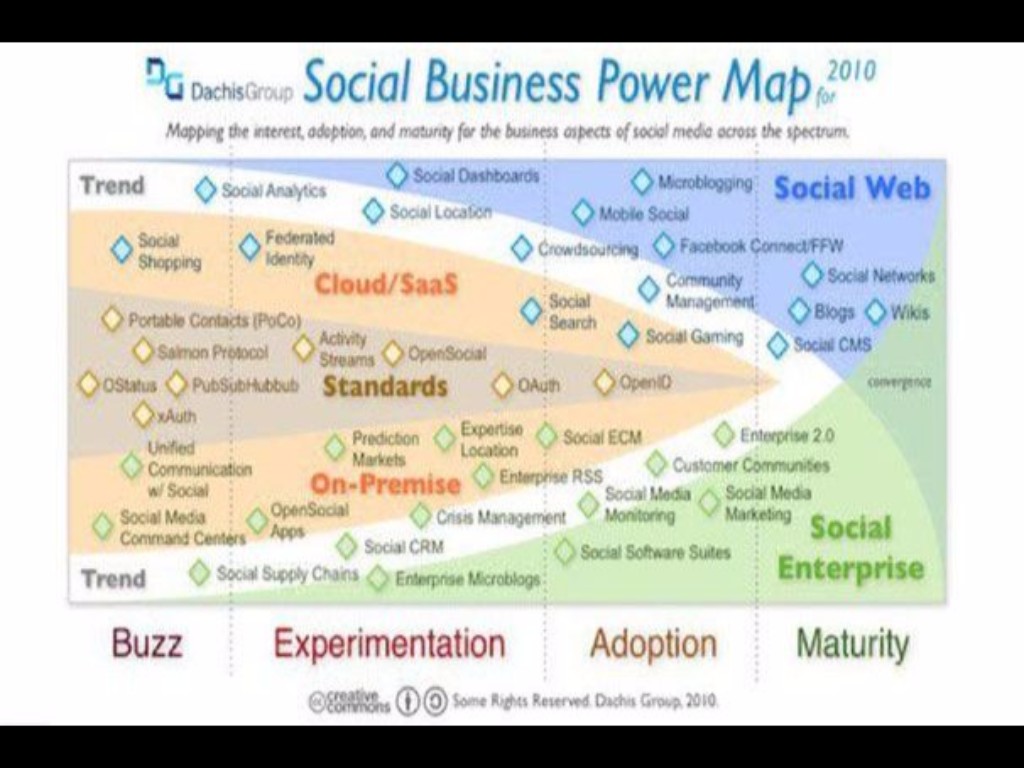 DG DachisGroup Social Business Power Map for 2010
Mapping the interest, adoption, and maturity for the business aspects of social media across the spectrum.
Trend
Social Analytics
Social Dashboards
Microblogging
Social Web
Social Location
Mobile Social
Social
Shopping
Federated
Identity
Crowdsourcing
Facebook Connect/FFW
Cloud/SaaS
Community
Management
Social Networks
Social
Search
Blogs
Wikis
Portable Contacts (PoCo)
Social Gaming
Social CMS
Salmon Protocol
Activity
Streams
OpenSocial
OStatus
PubSubHubbub
Standards
OAuth
OpenID
convergence
xAuth
Unified
Communication
w/ Social
Prediction
Markets
Expertise
Location
Social ECM
Enterprise 2.0
On-Premise
Enterprise RSS
Customer Communities
Social Media
Command Centers
OpenSocial
Apps
Crisis Management
Social Media
Monitoring
Social Media
Marketing
Social
Enterprise
Social CRM
Social Software Suites
Trend
Social Supply Chains
Enterprise Microblogs
Buzz
Experimentation
Adoption
Maturity
cc creative commons Some Rights Reserved. Dachis Group, 2010.